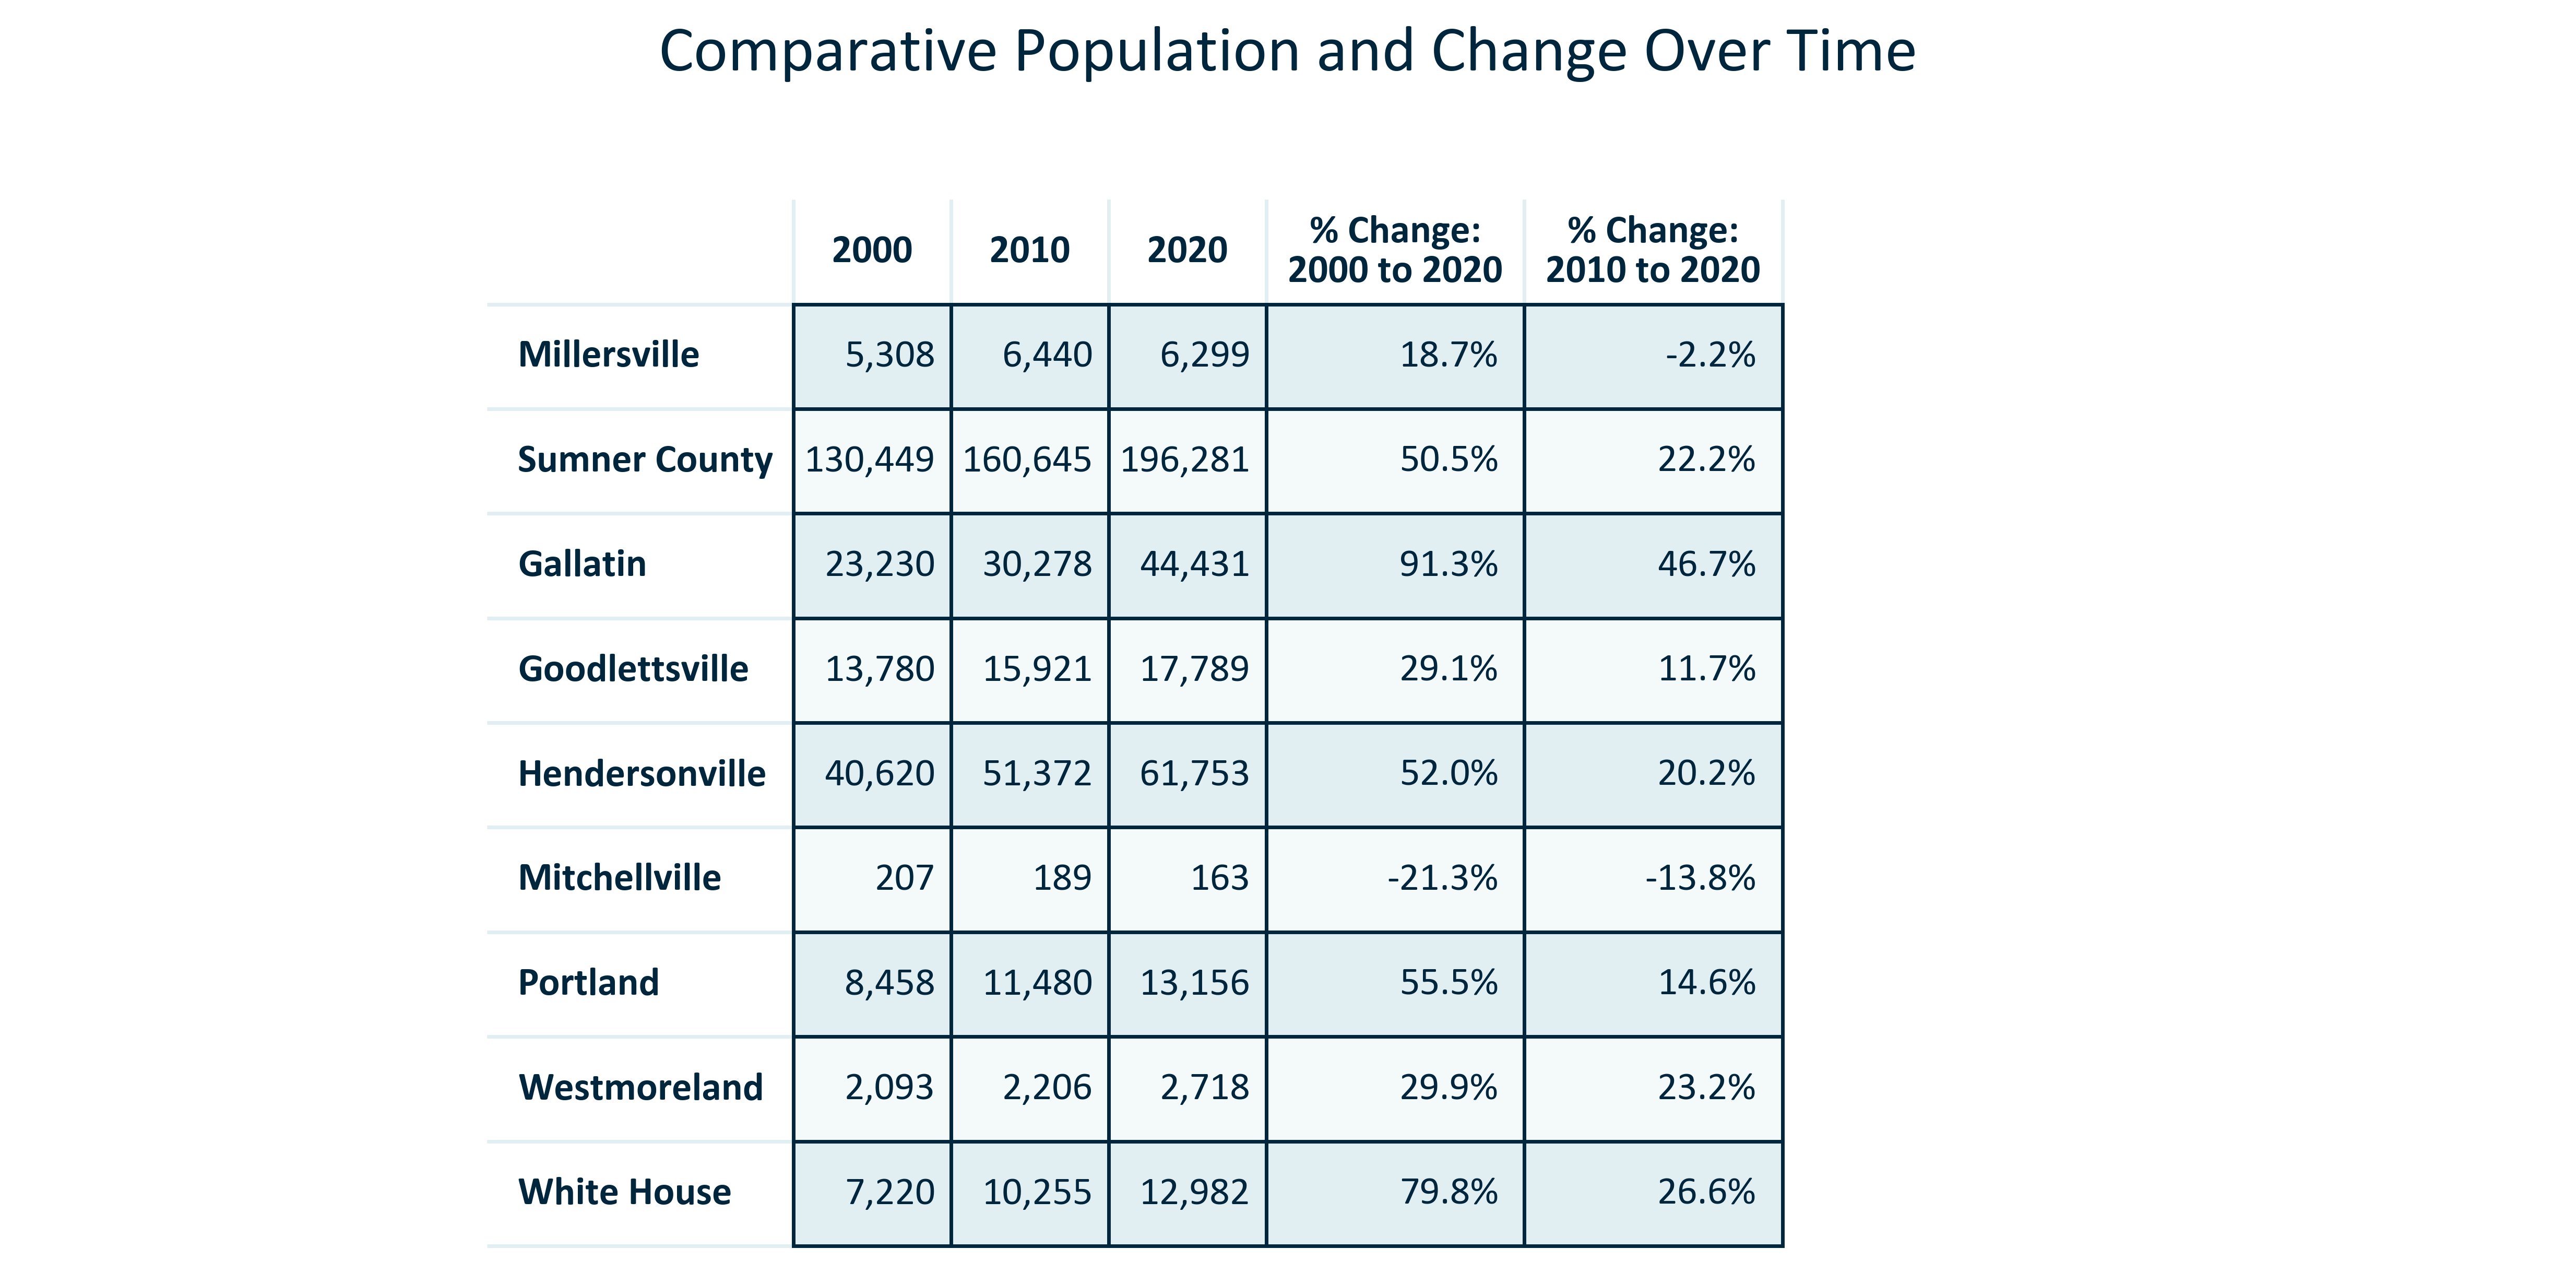 Comparative Population and Change Over Time
2000 2010 2020 % Change: 2000 to 2020 % Change: 2010 to 2020
Millersville 5,308 6,440 6,299 18.7% -2.2%
Sumner County 130,449 160,645 196,281 50.5% 22.2%
Gallatin 23,230 30,278 44,431 91.3% 46.7%
Goodlettsville 13,780 15,921 17,789 29.1% 11.7%
Hendersonville 40,620 51,372 61,753 52.0% 20.2%
Mitchellville 207 189 163 -21.3% -13.8%
Portland 8,458 11,480 13,156 55.5% 14.6%
Westmoreland 2,093 2,206 2,718 29.9% 23.2%
White House 7,220 10,255 12,982 79.8% 26.6%